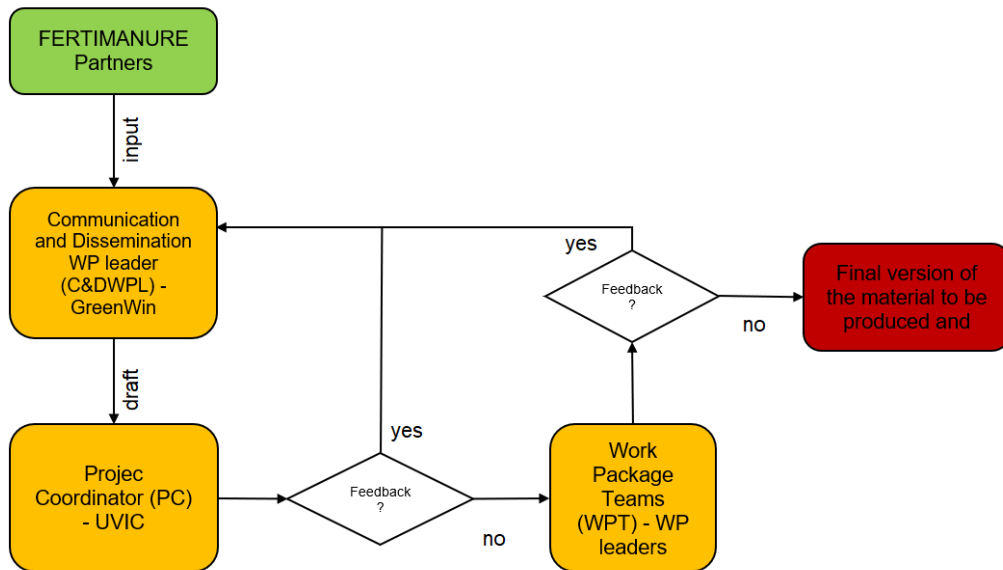 FERTIMANURE
Partners
input
Communication
and Dissemination
WP leader
(C&DWPL) -
GreenWin
draft
Projec
Coordinator (PC)
- UVIC
Feedback
?
yes
no
Work
Package
Teams
(WPT) - WP
leaders
Feedback
?
yes
no
Final version of
the material to be
produced and